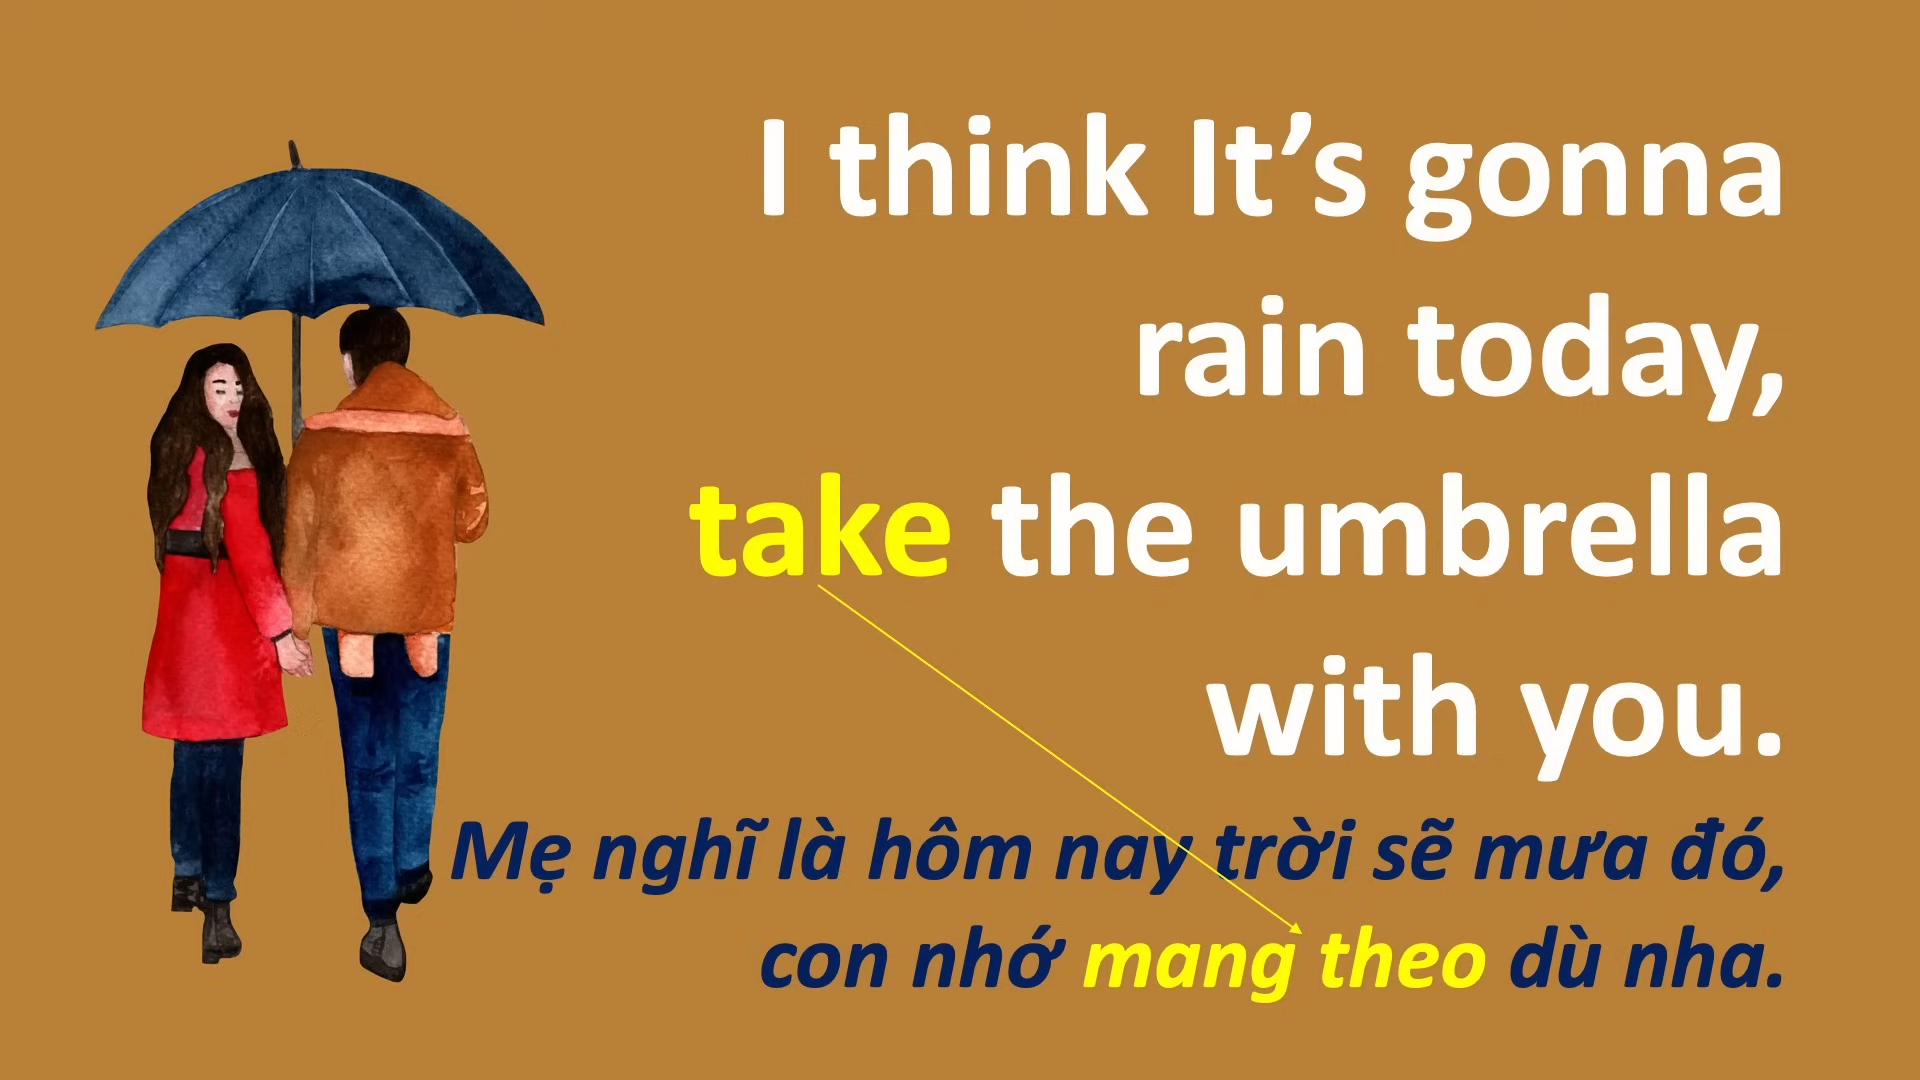 I think It’s gonna
rain today,
take the umbrella
with you.
Mẹ nghĩ là hôm nay trời sẽ mưa đó,
con nhớ mang theo dù nha.